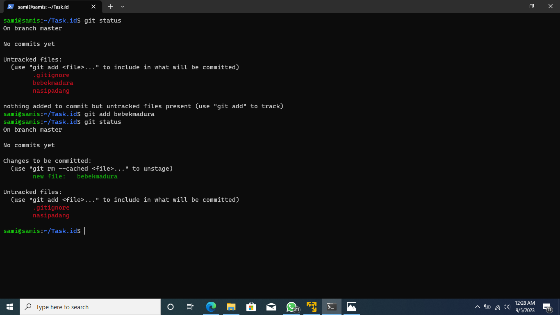 sami@samis: ~/Task.id
sami@samis:~/Task.id$ git status
On branch master
No commits yet
Untracked files:
(use "git add <file>..." to include in what will be committed)
.gitignore
bebekmadura
nasipadang
nothing added to commit but untracked files present (use "git add" to track)
sami@samis:~/Task.id$ git add bebekmadura
sami@samis:~/Task.id$ git status
On branch master
No commits yet
Changes to be committed:
(use "git rm --cached <file>..." to unstage)
new file: bebekmadura
Untracked files:
(use "git add <file>..." to include in what will be committed)
.gitignore
nasipadang
sami@samis:~/Task.id$
Type here to search
12:28 AM